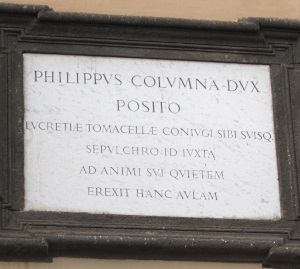 PHILIPPVS COLVMNA DVX
POSITO
LVCRETIÆ TOMACELLÆ CONIVGI SIBI SVISQ
SEPVLCHRO ID IVXTA
AD ANIMI SVI QVIETEM
EREXIT HANC AVLAM